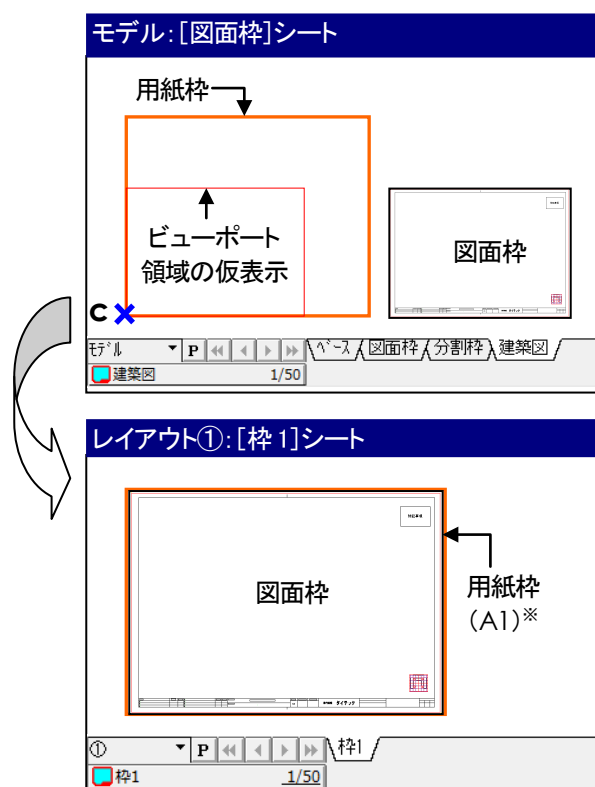 モデル:[図面枠]シート
用紙枠
ビューポート
領域の仮表示
図面枠
C
モデル P ベース 図面枠 分割枠 建築図
建築図 1/50
レイアウト①:[枠1]シート
図面枠
用紙枠
(A1)※
① P 枠1
枠1 1/50